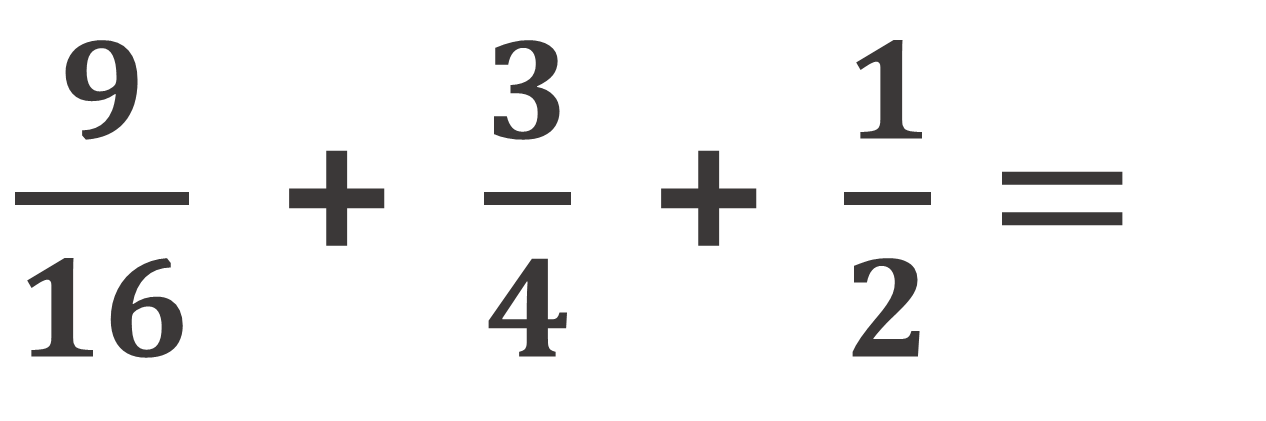 9/16 + 3/4 + 1/2 =